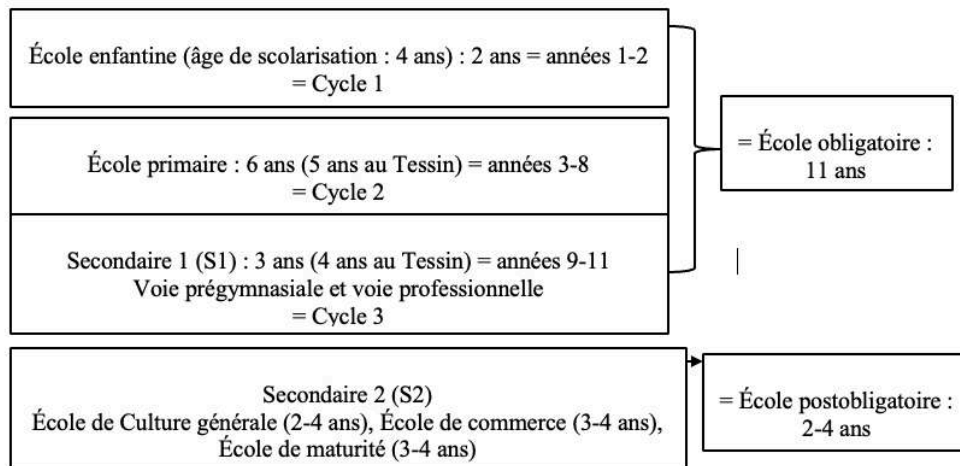 École enfantine (âge de scolarisation : 4 ans) : 2 ans = années 1-2
= Cycle 1
École primaire : 6 ans (5 ans au Tessin) = années 3-8
= Cycle 2
Secondaire 1 (S1) : 3 ans (4 ans au Tessin) = années 9-11
Voie prégymnasiale et voie professionnelle
= Cycle 3
= École obligatoire :
11 ans
Secondaire 2 (S2)
École de Culture générale (2-4 ans), École de commerce (3-4 ans),
École de maturité (3-4 ans)
= École postobligatoire :
2-4 ans